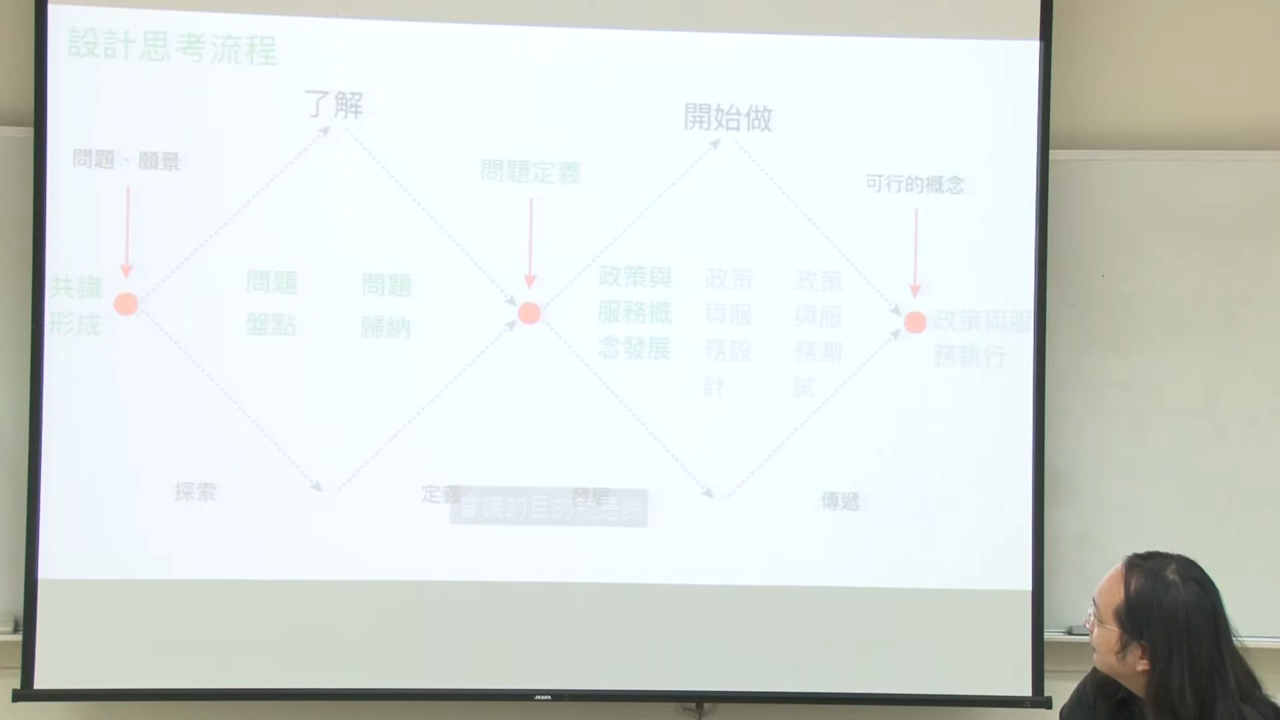 設計思考流程
了解
開始做
問題、願景
問題定義
可行的概念
共識
形成
問題
盤點
問題
歸納
政策與
服務概
念發展
政策
與服
務設
計
政策
與服
務測
試
政策與服
務執行
探索
定義
發展
傳遞